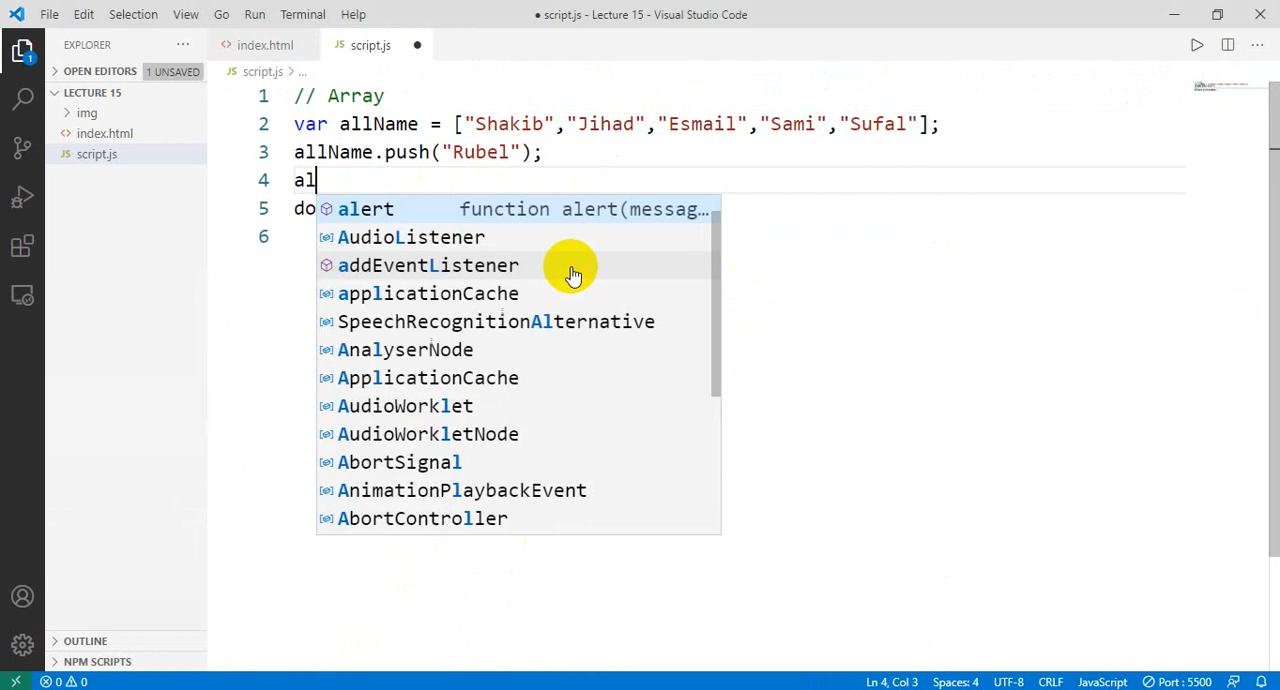 File Edit Selection View Go Run Terminal Help
● script.js - Lecture 15 - Visual Studio Code
EXPLORER
OPEN EDITORS 1 UNSAVED
LECTURE 15
img
index.html
JS script.js
OUTLINE
NPM SCRIPTS
1
index.html
JS script.js
JS script.js > ...
1 // Array
2 var allName = ["Shakib","Jihad","Esmail","Sami","Sufal"];
3 allName.push("Rubel");
4 al
5 do
6
alert function alert(messag…
AudioListener
addEventListener
applicationCache
SpeechRecognitionAlternative
AnalyserNode
ApplicationCache
AudioWorklet
AudioWorkletNode
AbortSignal
AnimationPlaybackEvent
AbortController
0 0
Ln 4, Col 3 Spaces: 4 UTF-8 CRLF JavaScript Port : 5500